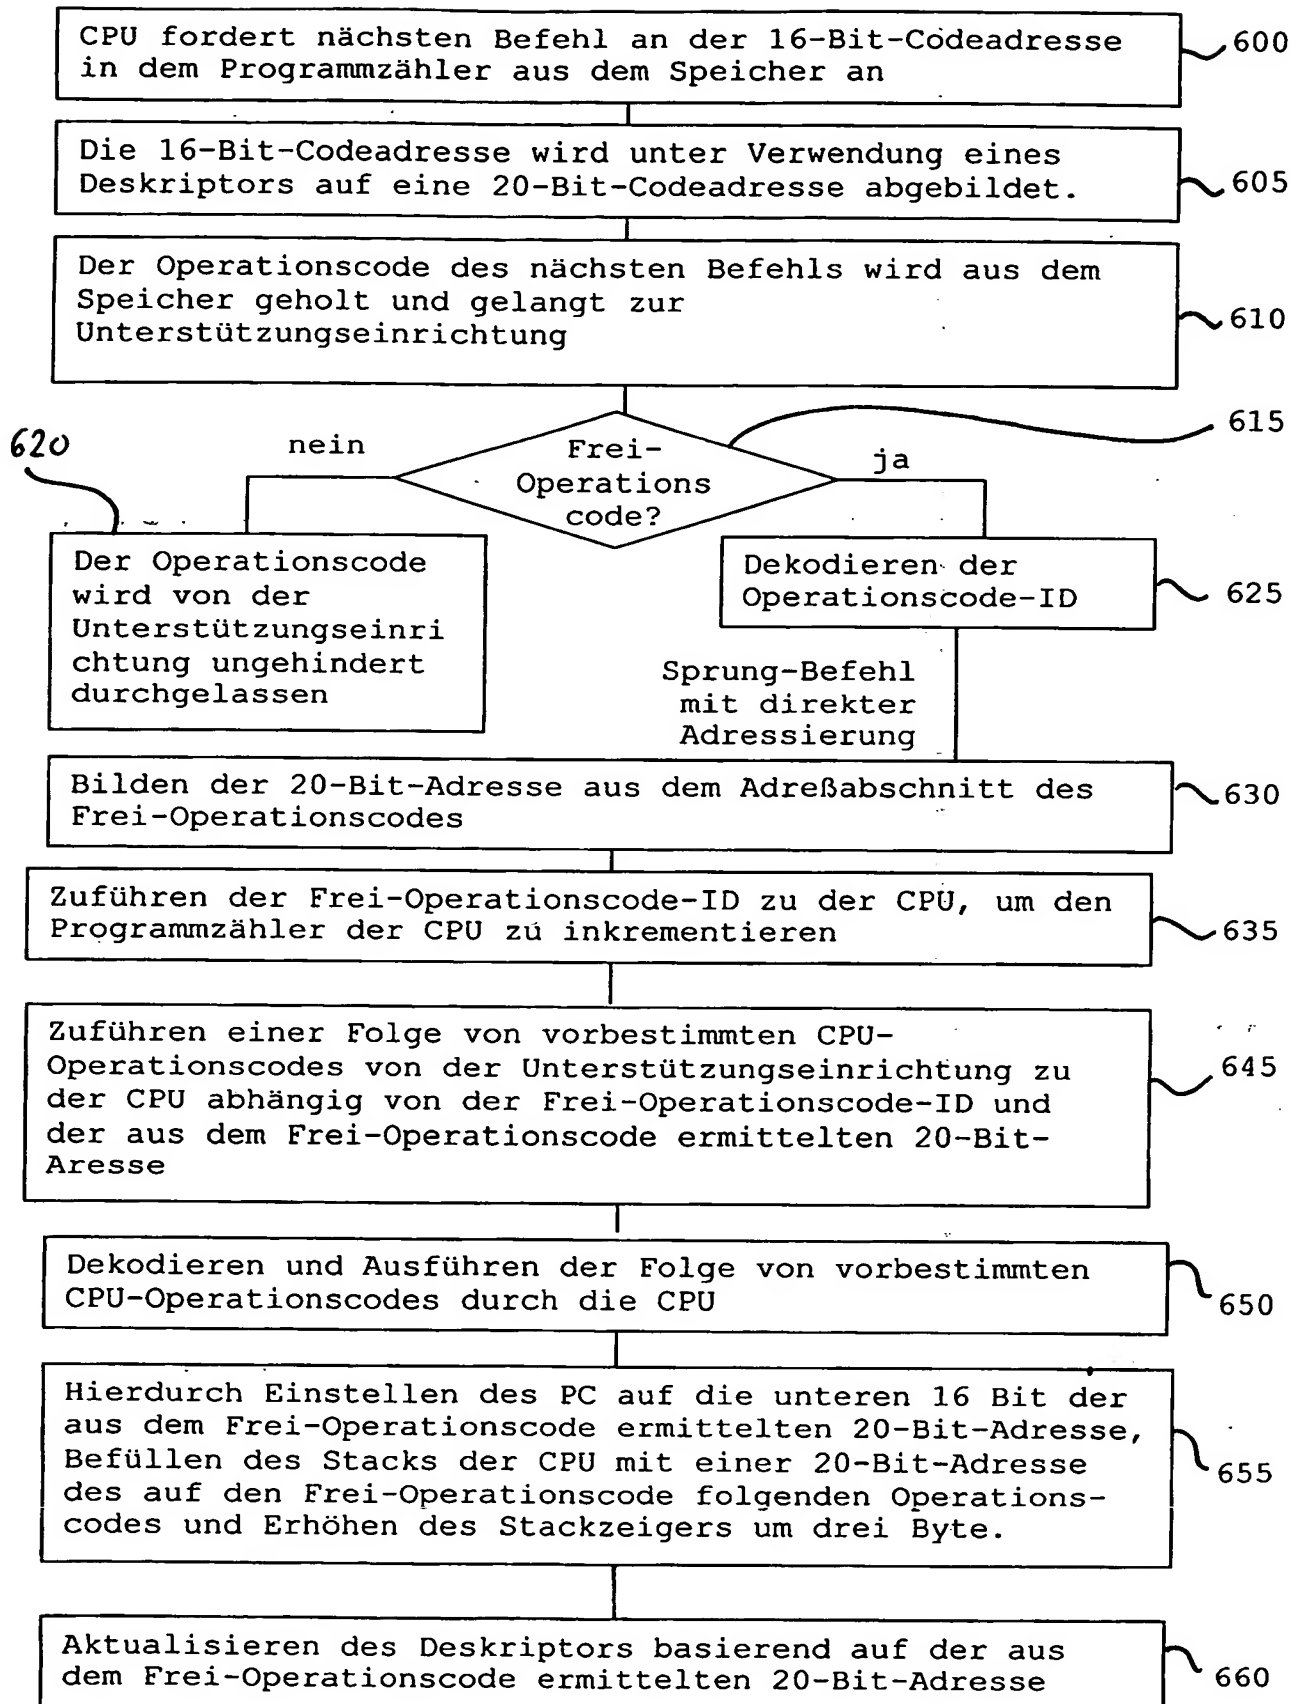 CPU fordert nächsten Befehl an der 16-Bit-Codeadresse
in dem Programmzähler aus dem Speicher an
600
Die 16-Bit-Codeadresse wird unter Verwendung eines
Deskriptors auf eine 20-Bit-Codeadresse abgebildet.
605
Der Operationscode des nächsten Befehls wird aus dem
Speicher geholt und gelangt zur
Unterstützungseinrichtung
610
615
620
nein
Frei-
Operations
code?
ja
Der Operationscode
wird von der
Unterstützungseinri
chtung ungehindert
durchgelassen
Dekodieren der
Operationscode-ID
625
Sprung-Befehl
mit direkter
Adressierung
Bilden der 20-Bit-Adresse aus dem Adreßabschnitt des
Frei-Operationscodes
630
Zuführen der Frei-Operationscode-ID zu der CPU, um den
Programmzähler der CPU zu inkrementieren
635
Zuführen einer Folge von vorbestimmten CPU-
Operationscodes von der Unterstützungseinrichtung zu
der CPU abhängig von der Frei-Operationscode-ID und
der aus dem Frei-Operationscode ermittelten 20-Bit-
Aresse
645
Dekodieren und Ausführen der Folge von vorbestimmten
CPU-Operationscodes durch die CPU
650
Hierdurch Einstellen des PC auf die unteren 16 Bit der
aus dem Frei-Operationscode ermittelten 20-Bit-Adresse,
Befüllen des Stacks der CPU mit einer 20-Bit-Adresse
des auf den Frei-Operationscode folgenden Operations-
codes und Erhöhen des Stackzeigers um drei Byte.
655
Aktualisieren des Deskriptors basierend auf der aus
dem Frei-Operationscode ermittelten 20-Bit-Adresse
660